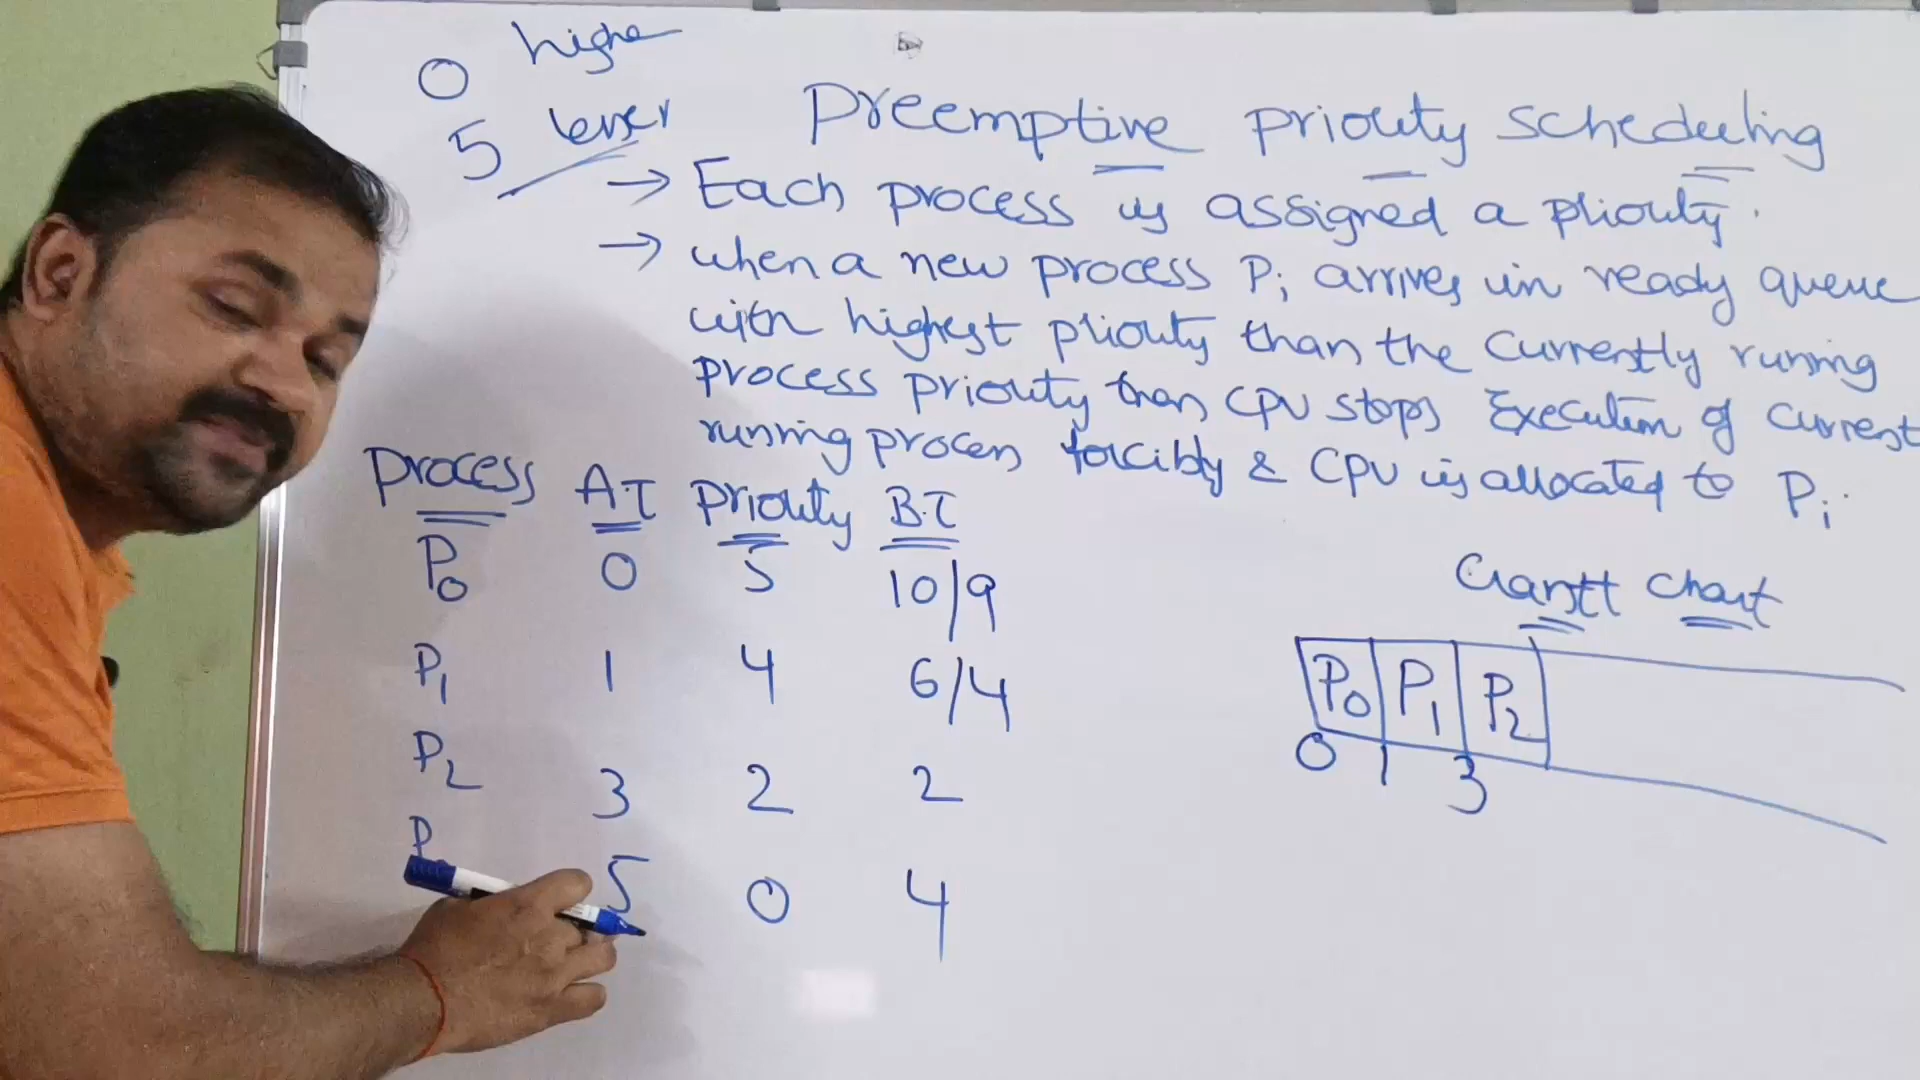 0 highe
5 lower
Preemptive priority scheduling
→ Each process is assigned a priority.
→ when a new process Pi arrives in ready queue
with highest priority than the currently running
process priority then CPU stops Execution of current
running process forcibly & CPU is allocated to Pi.
Process A.T Priority B.T
P0 0 5 10/9
P1 1 4 6/4
P2 3 2 2
P 5 0 4
Gantt chart
P0 P1 P2
0 1 3